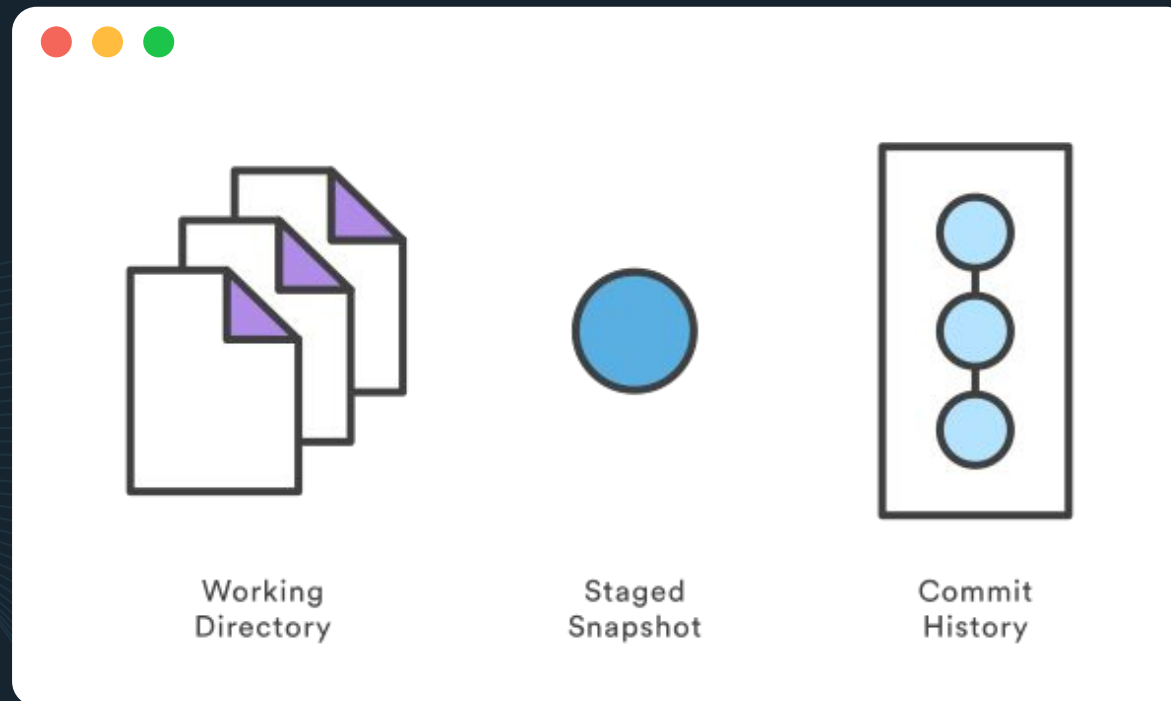 Working
Directory
Staged
Snapshot
Commit
History